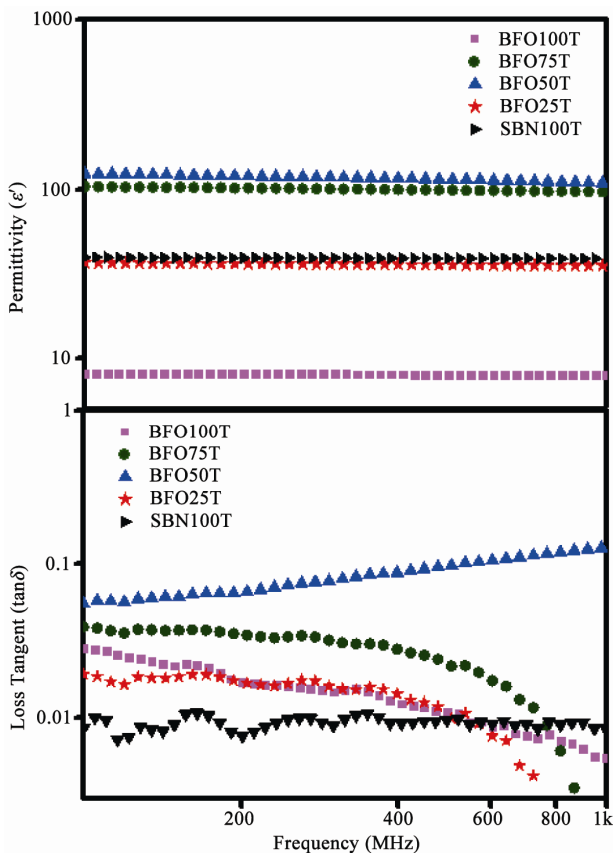 1000
BFO100T
BFO75T
BFO50T
BFO25T
SBN100T
100
Permittivity (ε′)
10
1
BFO100T
BFO75T
BFO50T
BFO25T
SBN100T
0.1
Loss Tangent (tanδ)
0.01
200 400 600 800 1k
Frequency (MHz)